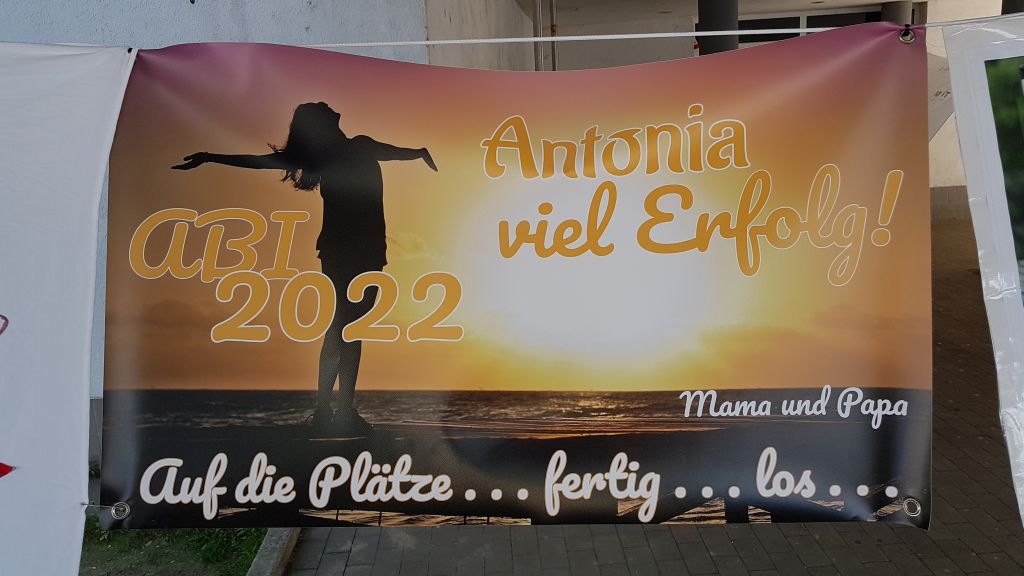 Antonia
viel Erfolg!
ABI
2022
Mama und Papa
Auf die Plätze . . . fertig . . . los . . .